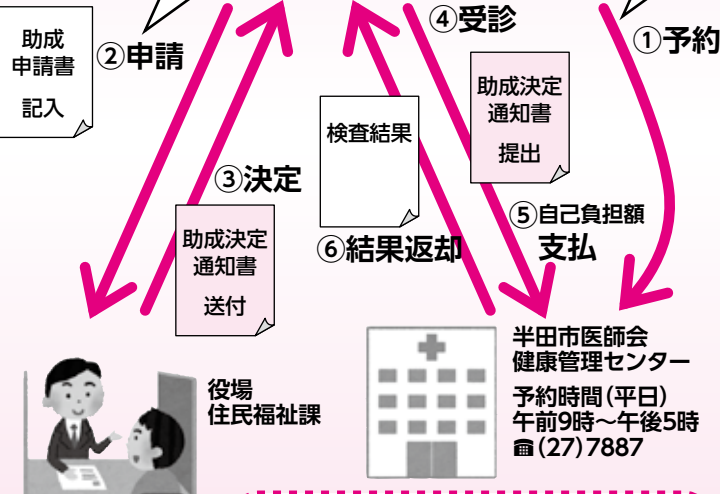 ④受診
①予約
助成
申請書
記入
②申請
助成決定
通知書
提出
検査結果
③決定
助成決定
通知書
送付
⑤自己負担額
支払
⑥結果返却
半田市医師会
健康管理センター
予約時間(平日)
午前9時～午後5時
☎(27)7887
役場
住民福祉課